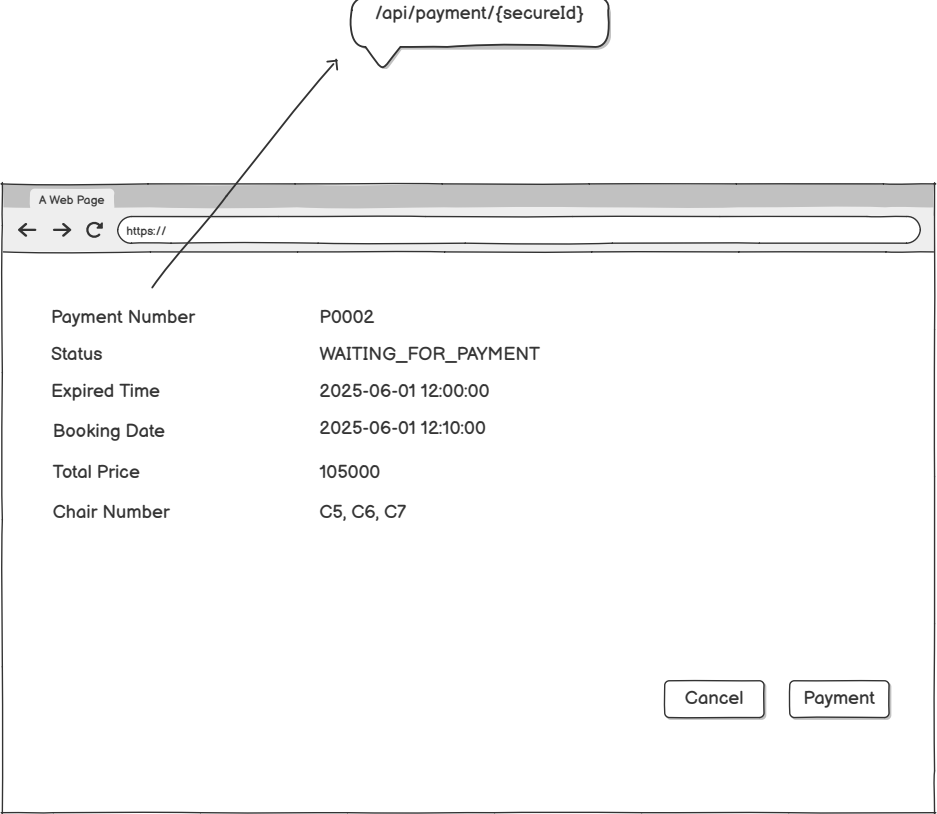 /api/payment/{secureId}
A Web Page
https://
Payment Number P0002
Status WAITING_FOR_PAYMENT
Expired Time 2025-06-01 12:00:00
Booking Date 2025-06-01 12:10:00
Total Price 105000
Chair Number C5, C6, C7
Cancel Payment